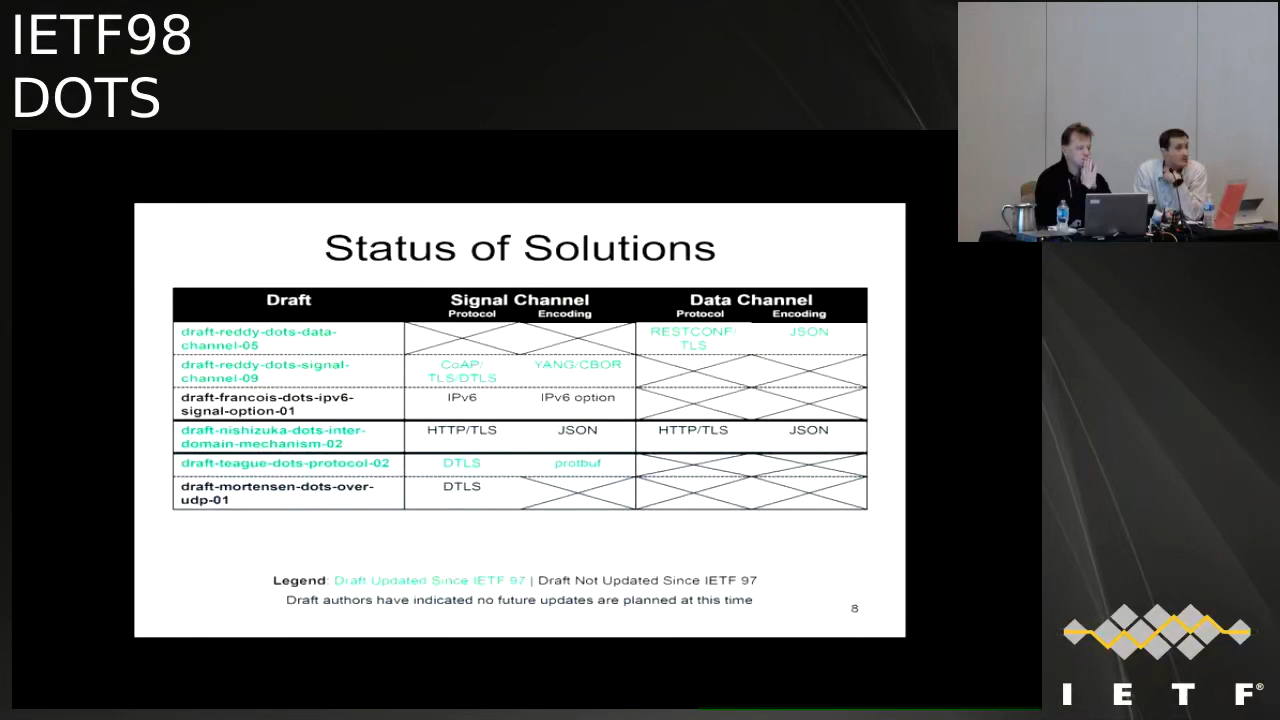 IETF98
DOTS
Status of Solutions
Draft Signal Channel Data Channel
Protocol Encoding Protocol Encoding
draft-reddy-dots-data- RESTCONF/ JSON
channel-05 TLS
draft-reddy-dots-signal- CoAP/ YANG/CBOR
channel-09 TLS/DTLS
draft-francois-dots-ipv6- IPv6 IPv6 option
signal-option-01
draft-nishizuka-dots-inter- HTTP/TLS JSON HTTP/TLS JSON
domain-mechanism-02
draft-teague-dots-protocol-02 DTLS protbuf
draft-mortensen-dots-over- DTLS
udp-01
Legend: Draft Updated Since IETF 97 | Draft Not Updated Since IETF 97
Draft authors have indicated no future updates are planned at this time
8
I E T F®